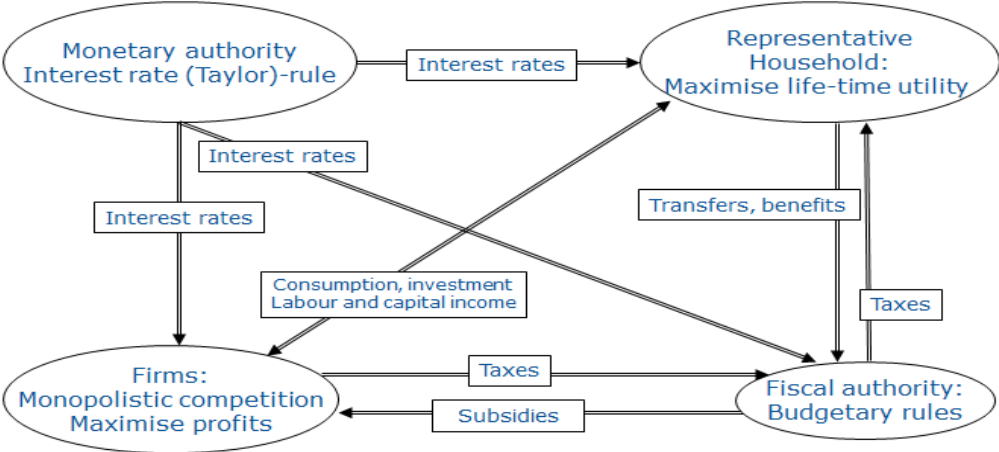 Monetary authority
Interest rate (Taylor)-rule
Interest rates
Representative
Household:
Maximise life-time utility
Interest rates
Interest rates
Transfers, benefits
Consumption, investment
Labour and capital income
Taxes
Firms:
Monopolistic competition
Maximise profits
Taxes
Subsidies
Fiscal authority:
Budgetary rules